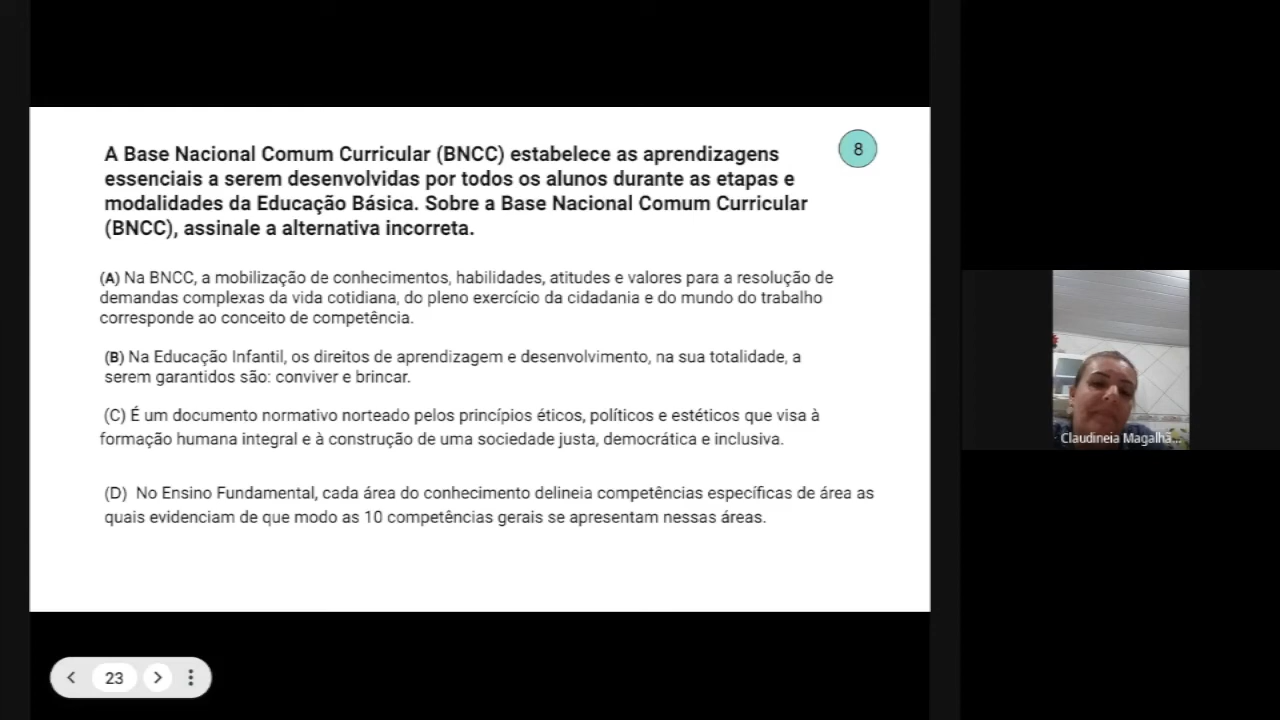 A Base Nacional Comum Curricular (BNCC) estabelece as aprendizagens
essenciais a serem desenvolvidas por todos os alunos durante as etapas e
modalidades da Educação Básica. Sobre a Base Nacional Comum Curricular
(BNCC), assinale a alternativa incorreta.
8
(A) Na BNCC, a mobilização de conhecimentos, habilidades, atitudes e valores para a resolução de
demandas complexas da vida cotidiana, do pleno exercício da cidadania e do mundo do trabalho
corresponde ao conceito de competência.
(B) Na Educação Infantil, os direitos de aprendizagem e desenvolvimento, na sua totalidade, a
serem garantidos são: conviver e brincar.
(C) É um documento normativo norteado pelos princípios éticos, políticos e estéticos que visa à
formação humana integral e à construção de uma sociedade justa, democrática e inclusiva.
(D) No Ensino Fundamental, cada área do conhecimento delineia competências específicas de área as
quais evidenciam de que modo as 10 competências gerais se apresentam nessas áreas.
Claudineia Magalhã...
23